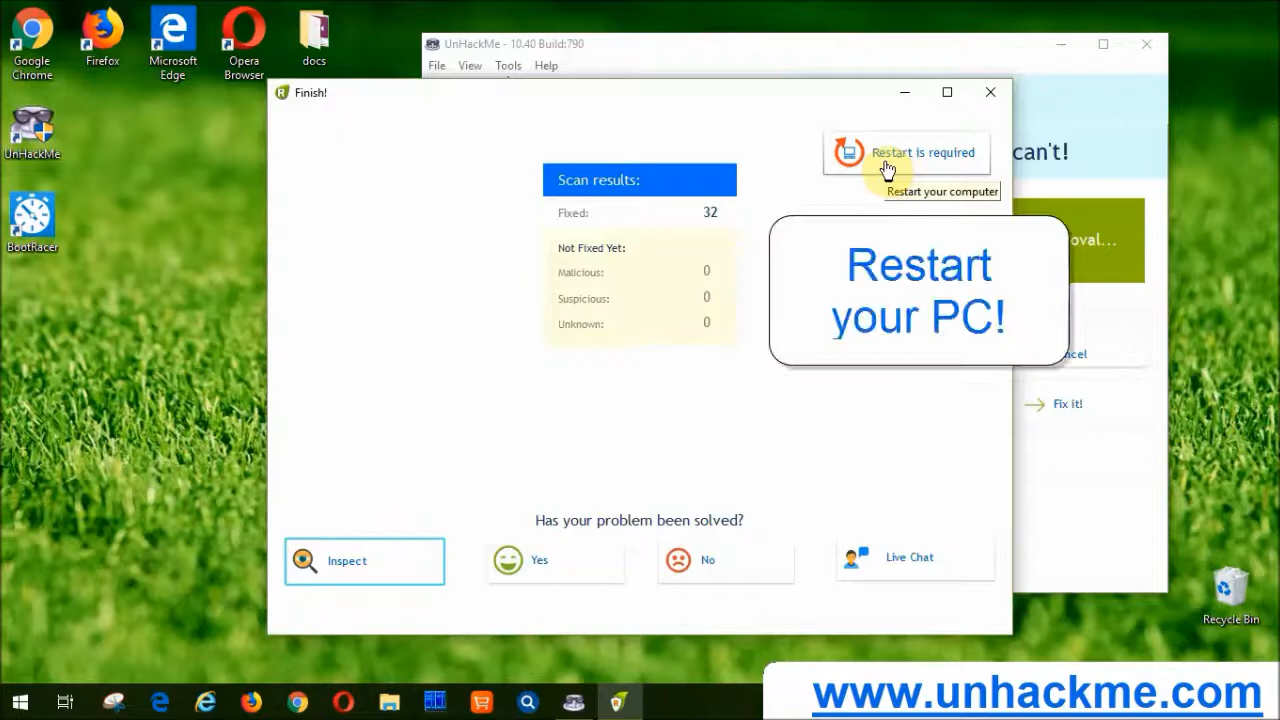 Google
Chrome
Firefox
Microsoft
Edge
Opera
Browser
docs
UnHackMe
BootRacer
UnHackMe - 10.40 Build:790
File View Tools Help
Finish!
Restart is required
can't!
Restart your computer
Scan results:
Fixed: 32
Not Fixed Yet:
Malicious: 0
Suspicious: 0
Unknown: 0
Restart
your PC!
oval...
ncel
Fix it!
Has your problem been solved?
Inspect
Yes
No
Live Chat
Recycle Bin
www.unhackme.com